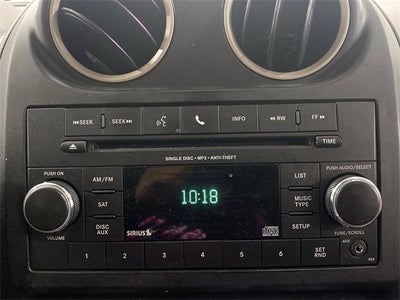 SEEK SEEK INFO RW FF
TIME
SINGLE DISC • MP3 • ANTI-THEFT
PUSH ON
AM/FM
LIST
PUSH AUDIO/SELECT
SAT
10:18
MUSIC
TYPE
DISC
AUX
SETUP
VOLUME
SIRIUS
TUNE/SCROLL
1 2 3 4 5 6
SET
RND
AUX
RES